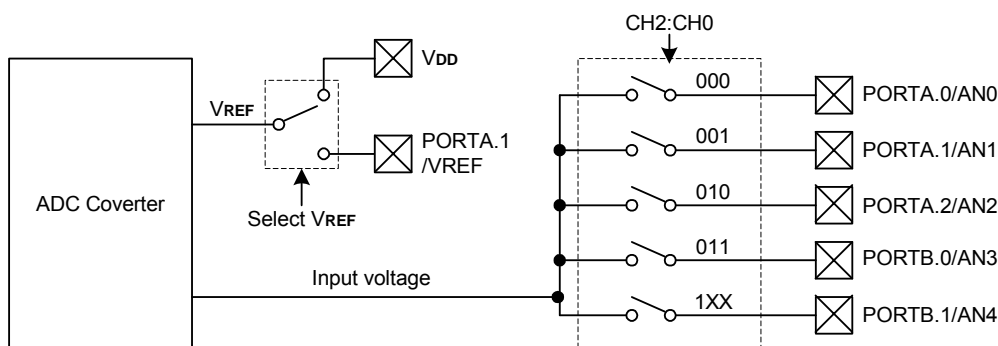 CH2:CH0
VDD
000
PORTA.0/AN0
VREF
PORTA.1
/VREF
001
PORTA.1/AN1
ADC Coverter
Select VREF
010
PORTA.2/AN2
011
PORTB.0/AN3
Input voltage
1XX
PORTB.1/AN4